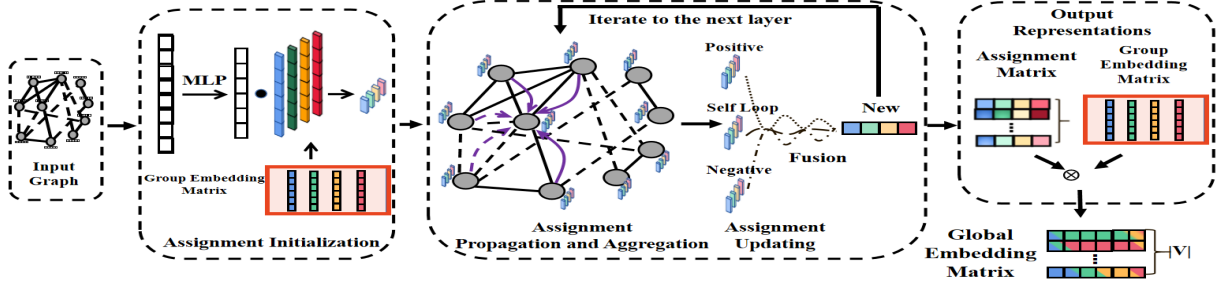 Input
Graph
MLP
Group Embedding
Matrix
Assignment Initialization
Iterate to the next layer
Assignment
Propagation and Aggregation
Positive
Self Loop
Negative
New
Fusion
Assignment
Updating
Output
Representations
Assignment
Matrix
Group
Embedding
Matrix
Global
Embedding
Matrix
|V|